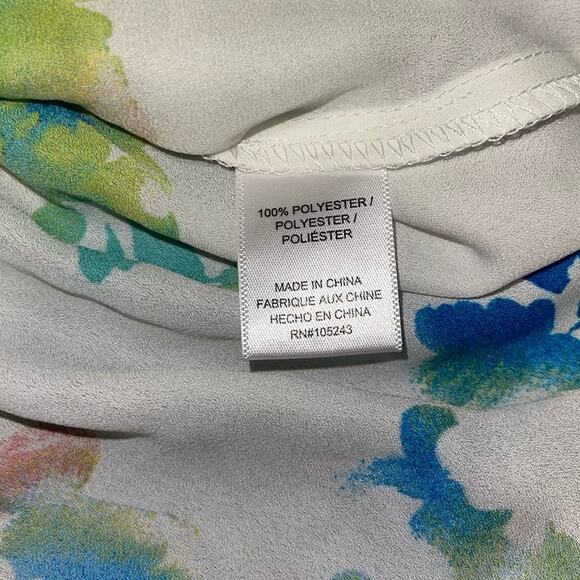 100% POLYESTER /
POLYESTER /
POLIÉSTER
MADE IN CHINA
FABRIQUE AUX CHINE
HECHO EN CHINA
RN#105243